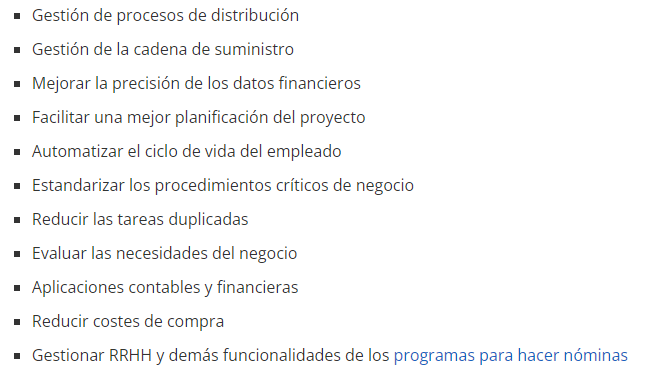 Gestión de procesos de distribución
Gestión de la cadena de suministro
Mejorar la precisión de los datos financieros
Facilitar una mejor planificación del proyecto
Automatizar el ciclo de vida del empleado
Estandarizar los procedimientos críticos de negocio
Reducir las tareas duplicadas
Evaluar las necesidades del negocio
Aplicaciones contables y financieras
Reducir costes de compra
Gestionar RRHH y demás funcionalidades de los programas para hacer nóminas